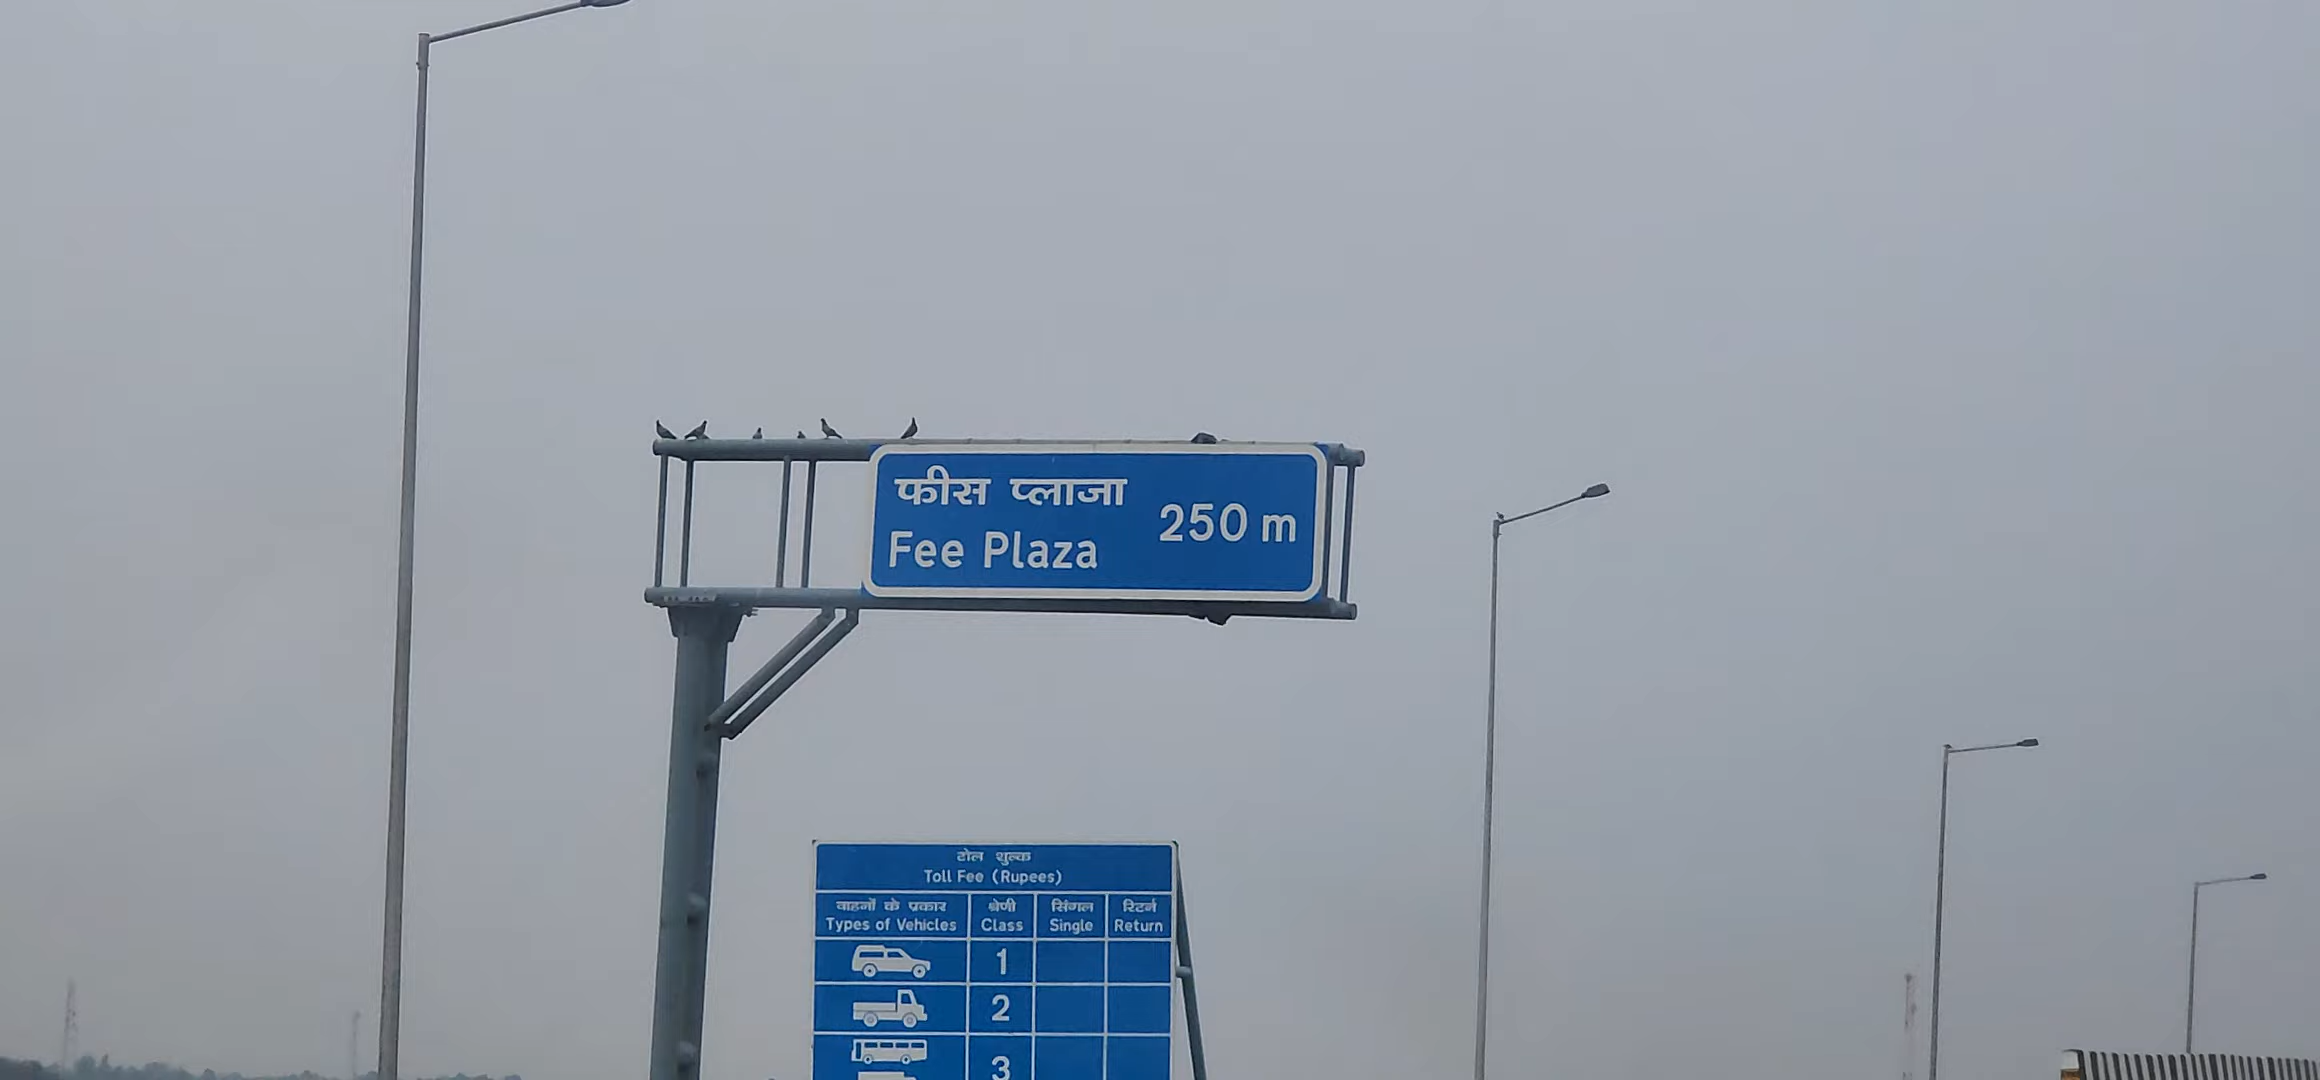 फीस प्लाजा
Fee Plaza
250 m
टोल शुल्क
Toll Fee (Rupees)
वाहनों के प्रकार श्रेणी सिंगल रिटर्न
Types of Vehicles Class Single Return
1
2
3